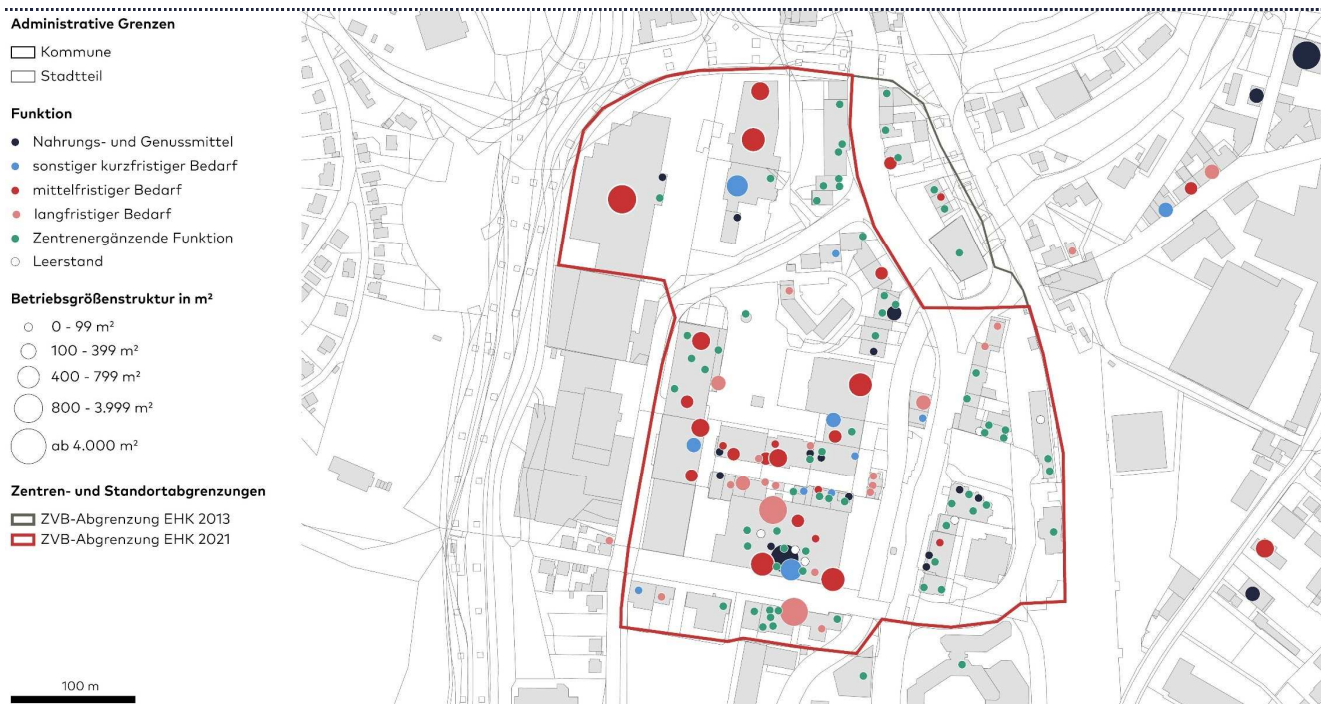 Administrative Grenzen
Kommune
Stadtteil
Funktion
Nahrungs- und Genussmittel
sonstiger kurzfristiger Bedarf
mittelfristiger Bedarf
langfristiger Bedarf
Zentrenergänzende Funktion
Leerstand
Betriebsgrößenstruktur in m²
0 - 99 m²
100 - 399 m²
400 - 799 m²
800 - 3.999 m²
ab 4.000 m²
Zentren- und Standortabgrenzungen
ZVB-Abgrenzung EHK 2013
ZVB-Abgrenzung EHK 2021
100 m